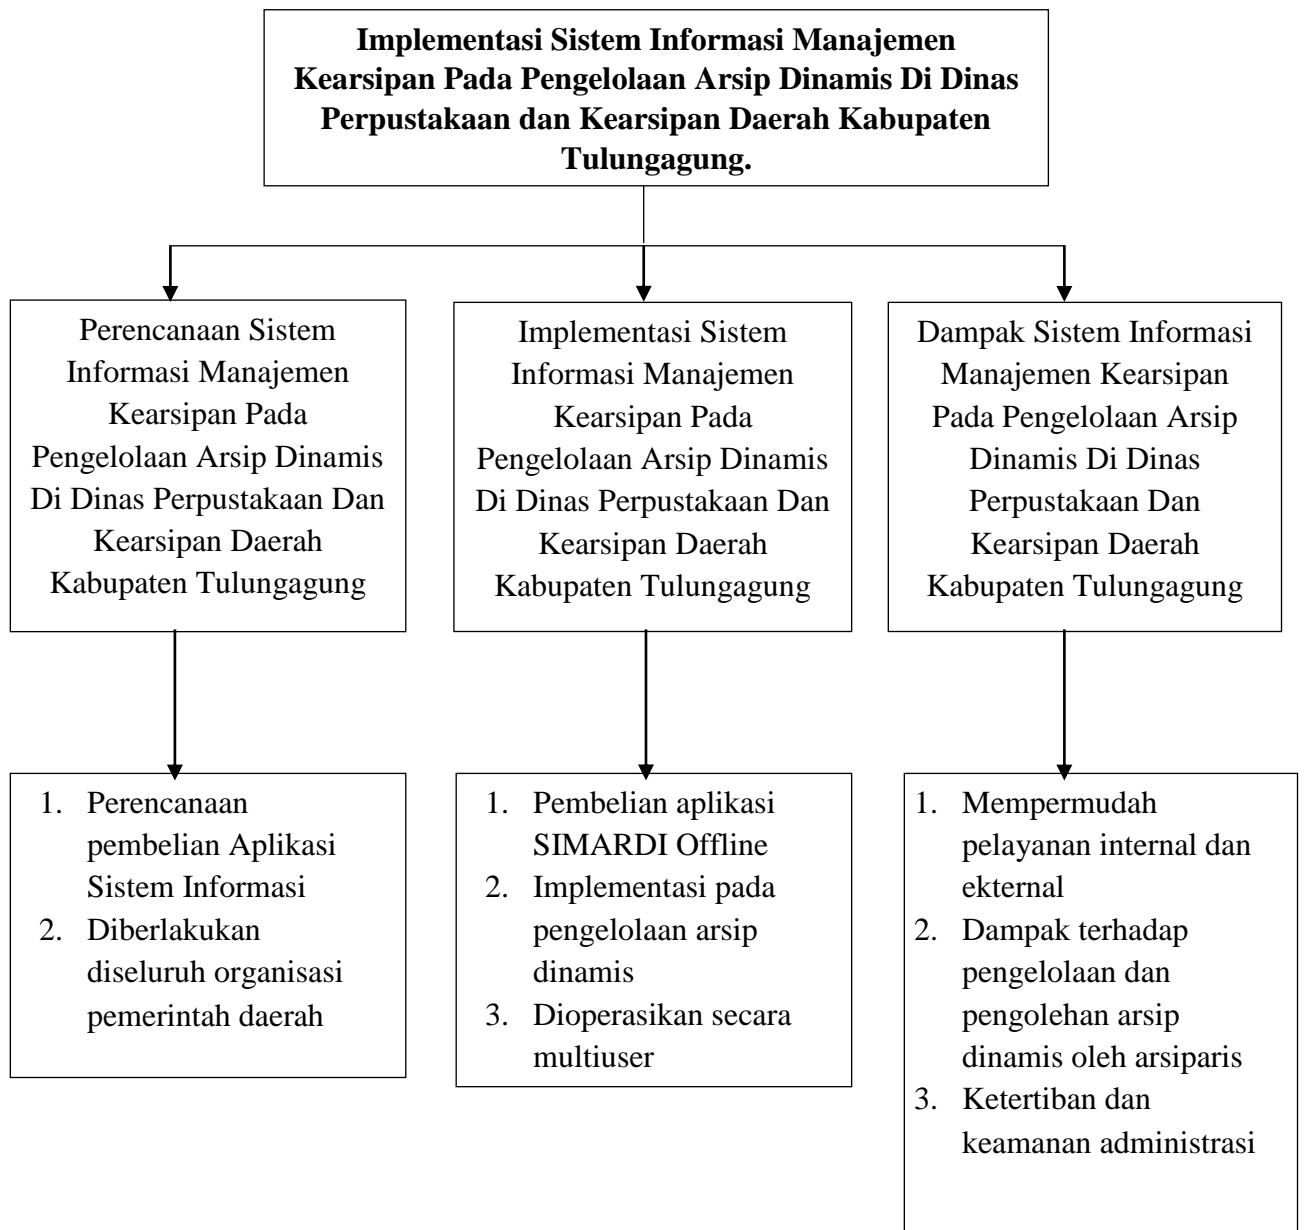 Implementasi Sistem Informasi Manajemen
Kearsipan Pada Pengelolaan Arsip Dinamis Di Dinas
Perpustakaan dan Kearsipan Daerah Kabupaten
Tulungagung.
Perencanaan Sistem
Informasi Manajemen
Kearsipan Pada
Pengelolaan Arsip Dinamis
Di Dinas Perpustakaan Dan
Kearsipan Daerah
Kabupaten Tulungagung
Implementasi Sistem
Informasi Manajemen
Kearsipan Pada
Pengelolaan Arsip Dinamis
Di Dinas Perpustakaan Dan
Kearsipan Daerah
Kabupaten Tulungagung
Dampak Sistem Informasi
Manajemen Kearsipan
Pada Pengelolaan Arsip
Dinamis Di Dinas
Perpustakaan Dan
Kearsipan Daerah
Kabupaten Tulungagung
1. Perencanaan
pembelian Aplikasi
Sistem Informasi
2. Diberlakukan
diseluruh organisasi
pemerintah daerah
1. Pembelian aplikasi
SIMARDI Offline
2. Implementasi pada
pengelolaan arsip
dinamis
3. Dioperasikan secara
multiuser
1. Mempermudah
pelayanan internal dan
ekternal
2. Dampak terhadap
pengelolaan dan
pengolehan arsip
dinamis oleh arsiparis
3. Ketertiban dan
keamanan administrasi